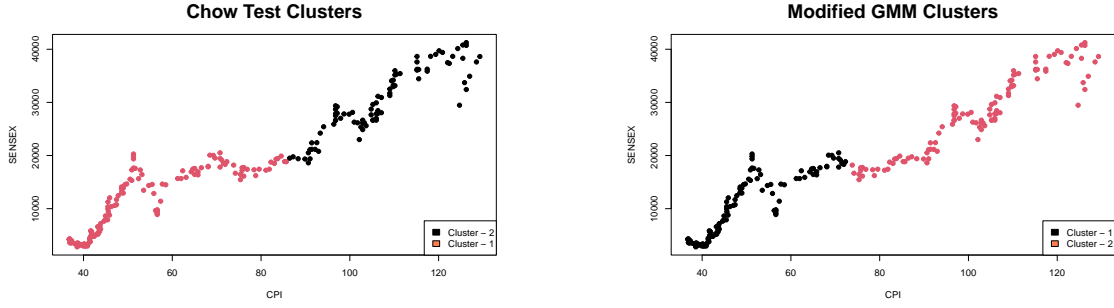 Chow Test Clusters
SENSEX
40000
30000
20000
10000
Cluster − 2
Cluster − 1
40 60 80 100 120
CPI
Modified GMM Clusters
SENSEX
40000
30000
20000
10000
Cluster − 1
Cluster − 2
40 60 80 100 120
CPI